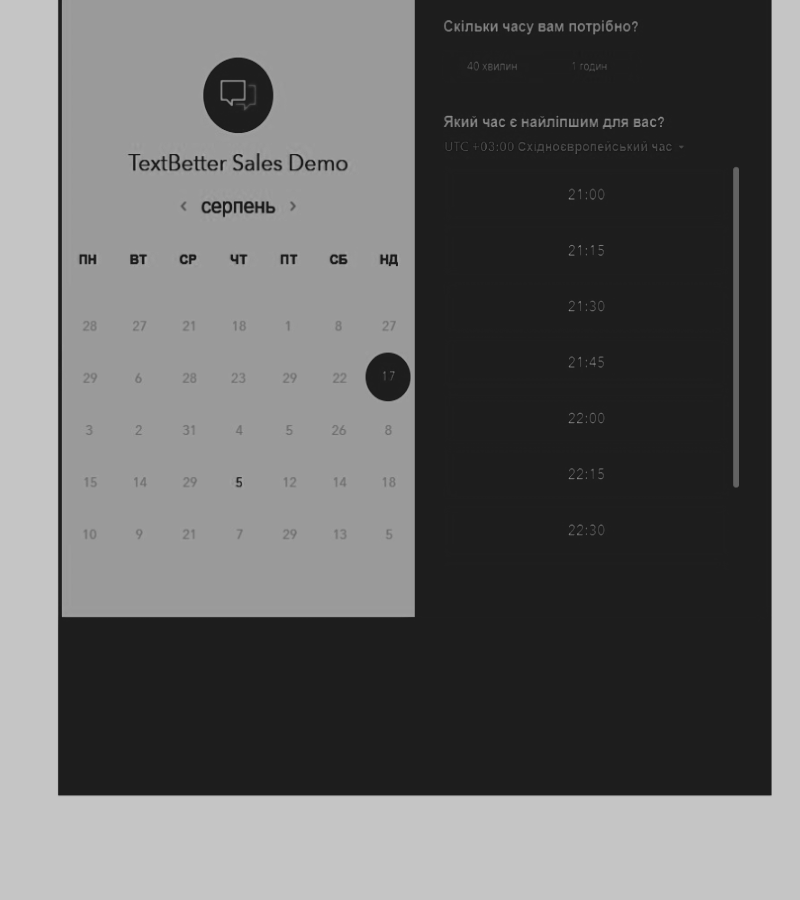 TextBetter Sales Demo
‹ серпень ›
ПН ВТ СР ЧТ ПТ СБ НД
28 27 21 18 1 8 27
29 6 28 23 29 22 17
3 2 31 4 5 26 8
15 14 29 5 12 14 18
10 9 21 7 29 13 5
Скільки часу вам потрібно?
40 хвилин 1 годин
Який час є найліпшим для вас?
UTC +03:00 Східноєвропейський час
21:00
21:15
21:30
21:45
22:00
22:15
22:30